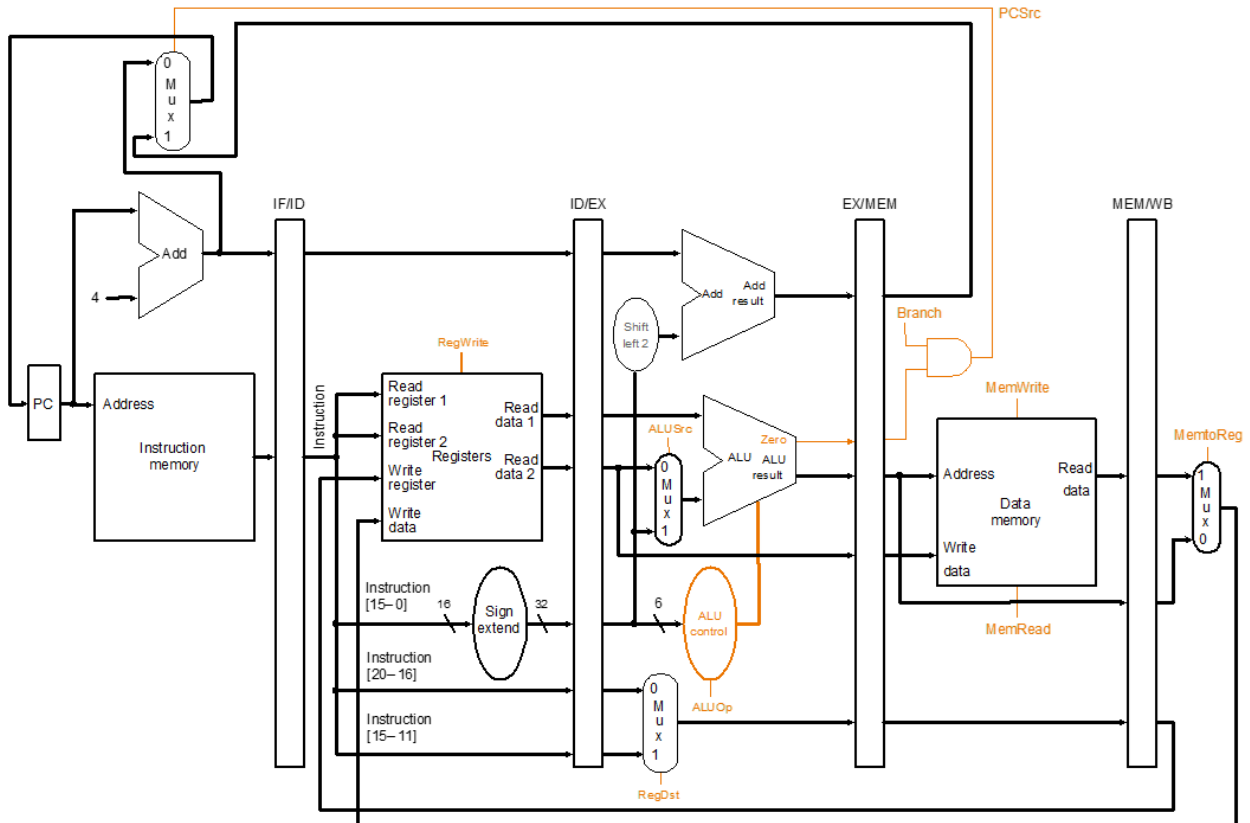 PCSrc
0
M
u
x
1
IF/ID
ID/EX
EX/MEM
MEM/WB
Add
4
Add
Add
result
Shift
left 2
Branch
RegWrite
PC
Address
Instruction
memory
Instruction
Read
register 1
Read
register 2
Write
register
Write
data
Registers
Read
data 1
Read
data 2
ALUSrc
0
M
u
x
1
Zero
ALU
ALU
result
MemWrite
Address
Read
data
Data
memory
Write
data
MemRead
MemtoReg
1
M
u
x
0
Instruction
[15–0]
16
Sign
extend
32
6
ALU
control
ALUOp
Instruction
[20–16]
Instruction
[15–11]
0
M
u
x
1
RegDst